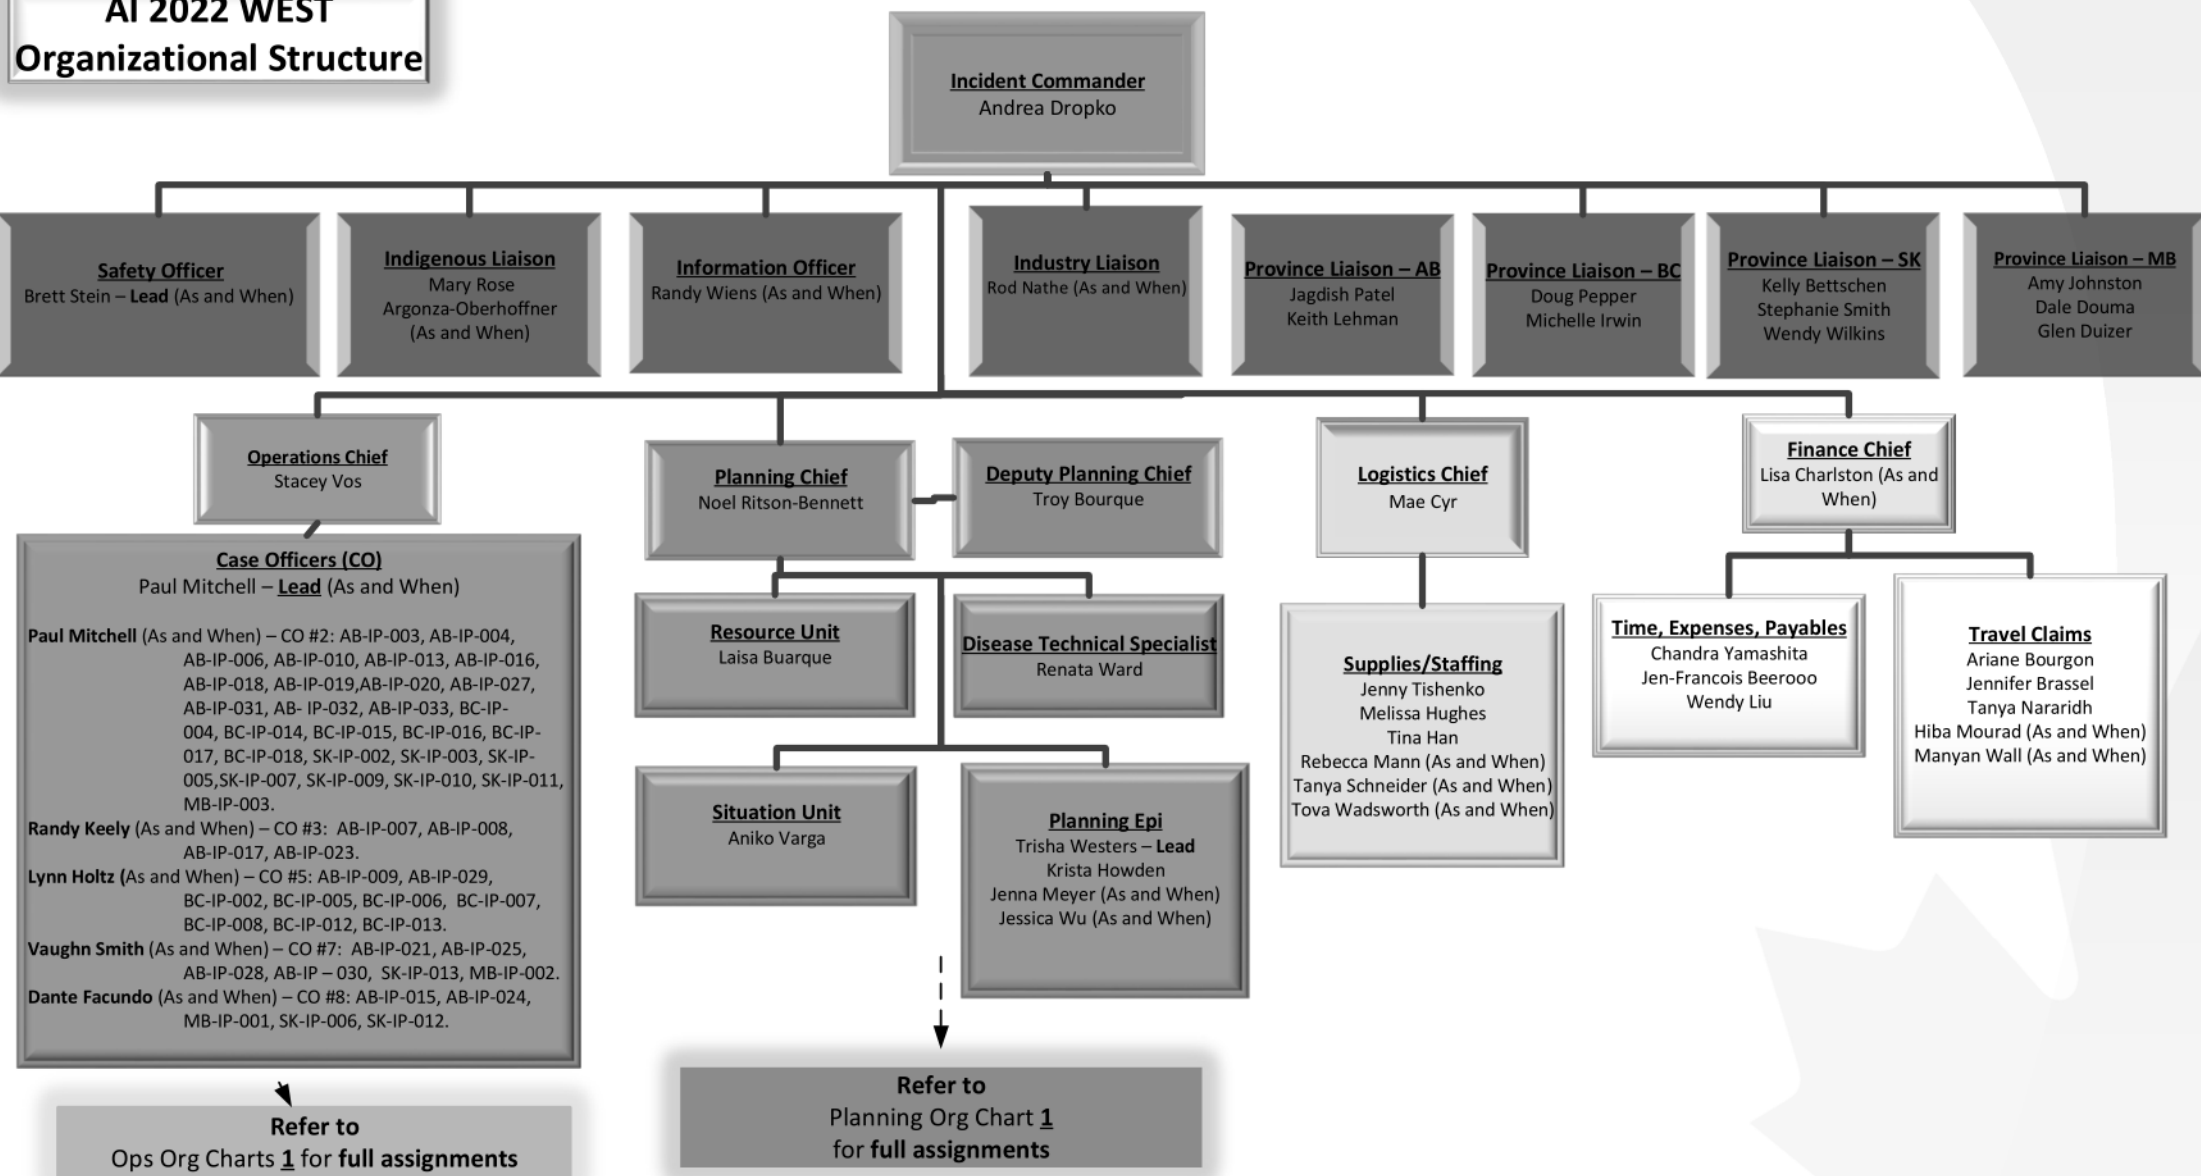 AI 2022 WEST
Organizational Structure
Incident Commander
Andrea Dropko
Safety Officer
Brett Stein – Lead (As and When)
Indigenous Liaison
Mary Rose
Argonza-Oberhoffner
(As and When)
Information Officer
Randy Wiens (As and When)
Industry Liaison
Rod Nathe (As and When)
Province Liaison – AB
Jagdish Patel
Keith Lehman
Province Liaison – BC
Doug Pepper
Michelle Irwin
Province Liaison – SK
Kelly Bettschen
Stephanie Smith
Wendy Wilkins
Province Liaison – MB
Amy Johnston
Dale Douma
Glen Duizer
Operations Chief
Stacey Vos
Planning Chief
Noel Ritson-Bennett
Deputy Planning Chief
Troy Bourque
Logistics Chief
Mae Cyr
Finance Chief
Lisa Charlston (As and
When)
Case Officers (CO)
Paul Mitchell – Lead (As and When)
Paul Mitchell (As and When) – CO #2: AB-IP-003, AB-IP-004,
AB-IP-006, AB-IP-010, AB-IP-013, AB-IP-016,
AB-IP-018, AB-IP-019,AB-IP-020, AB-IP-027,
AB-IP-031, AB- IP-032, AB-IP-033, BC-IP-
004, BC-IP-014, BC-IP-015, BC-IP-016, BC-IP-
017, BC-IP-018, SK-IP-002, SK-IP-003, SK-IP-
005,SK-IP-007, SK-IP-009, SK-IP-010, SK-IP-011,
MB-IP-003.
Randy Keely (As and When) – CO #3: AB-IP-007, AB-IP-008,
AB-IP-017, AB-IP-023.
Lynn Holtz (As and When) – CO #5: AB-IP-009, AB-IP-029,
BC-IP-002, BC-IP-005, BC-IP-006, BC-IP-007,
BC-IP-008, BC-IP-012, BC-IP-013.
Vaughn Smith (As and When) – CO #7: AB-IP-021, AB-IP-025,
AB-IP-028, AB-IP – 030, SK-IP-013, MB-IP-002.
Dante Facundo (As and When) – CO #8: AB-IP-015, AB-IP-024,
MB-IP-001, SK-IP-006, SK-IP-012.
Resource Unit
Laisa Buarque
Disease Technical Specialist
Renata Ward
Situation Unit
Aniko Varga
Planning Epi
Trisha Westers – Lead
Krista Howden
Jenna Meyer (As and When)
Jessica Wu (As and When)
Supplies/Staffing
Jenny Tishenko
Melissa Hughes
Tina Han
Rebecca Mann (As and When)
Tanya Schneider (As and When)
Tova Wadsworth (As and When)
Time, Expenses, Payables
Chandra Yamashita
Jen-Francois Beerooo
Wendy Liu
Travel Claims
Ariane Bourgon
Jennifer Brassel
Tanya Nararidh
Hiba Mourad (As and When)
Manyan Wall (As and When)
Refer to
Ops Org Charts 1 for full assignments
Refer to
Planning Org Chart 1
for full assignments